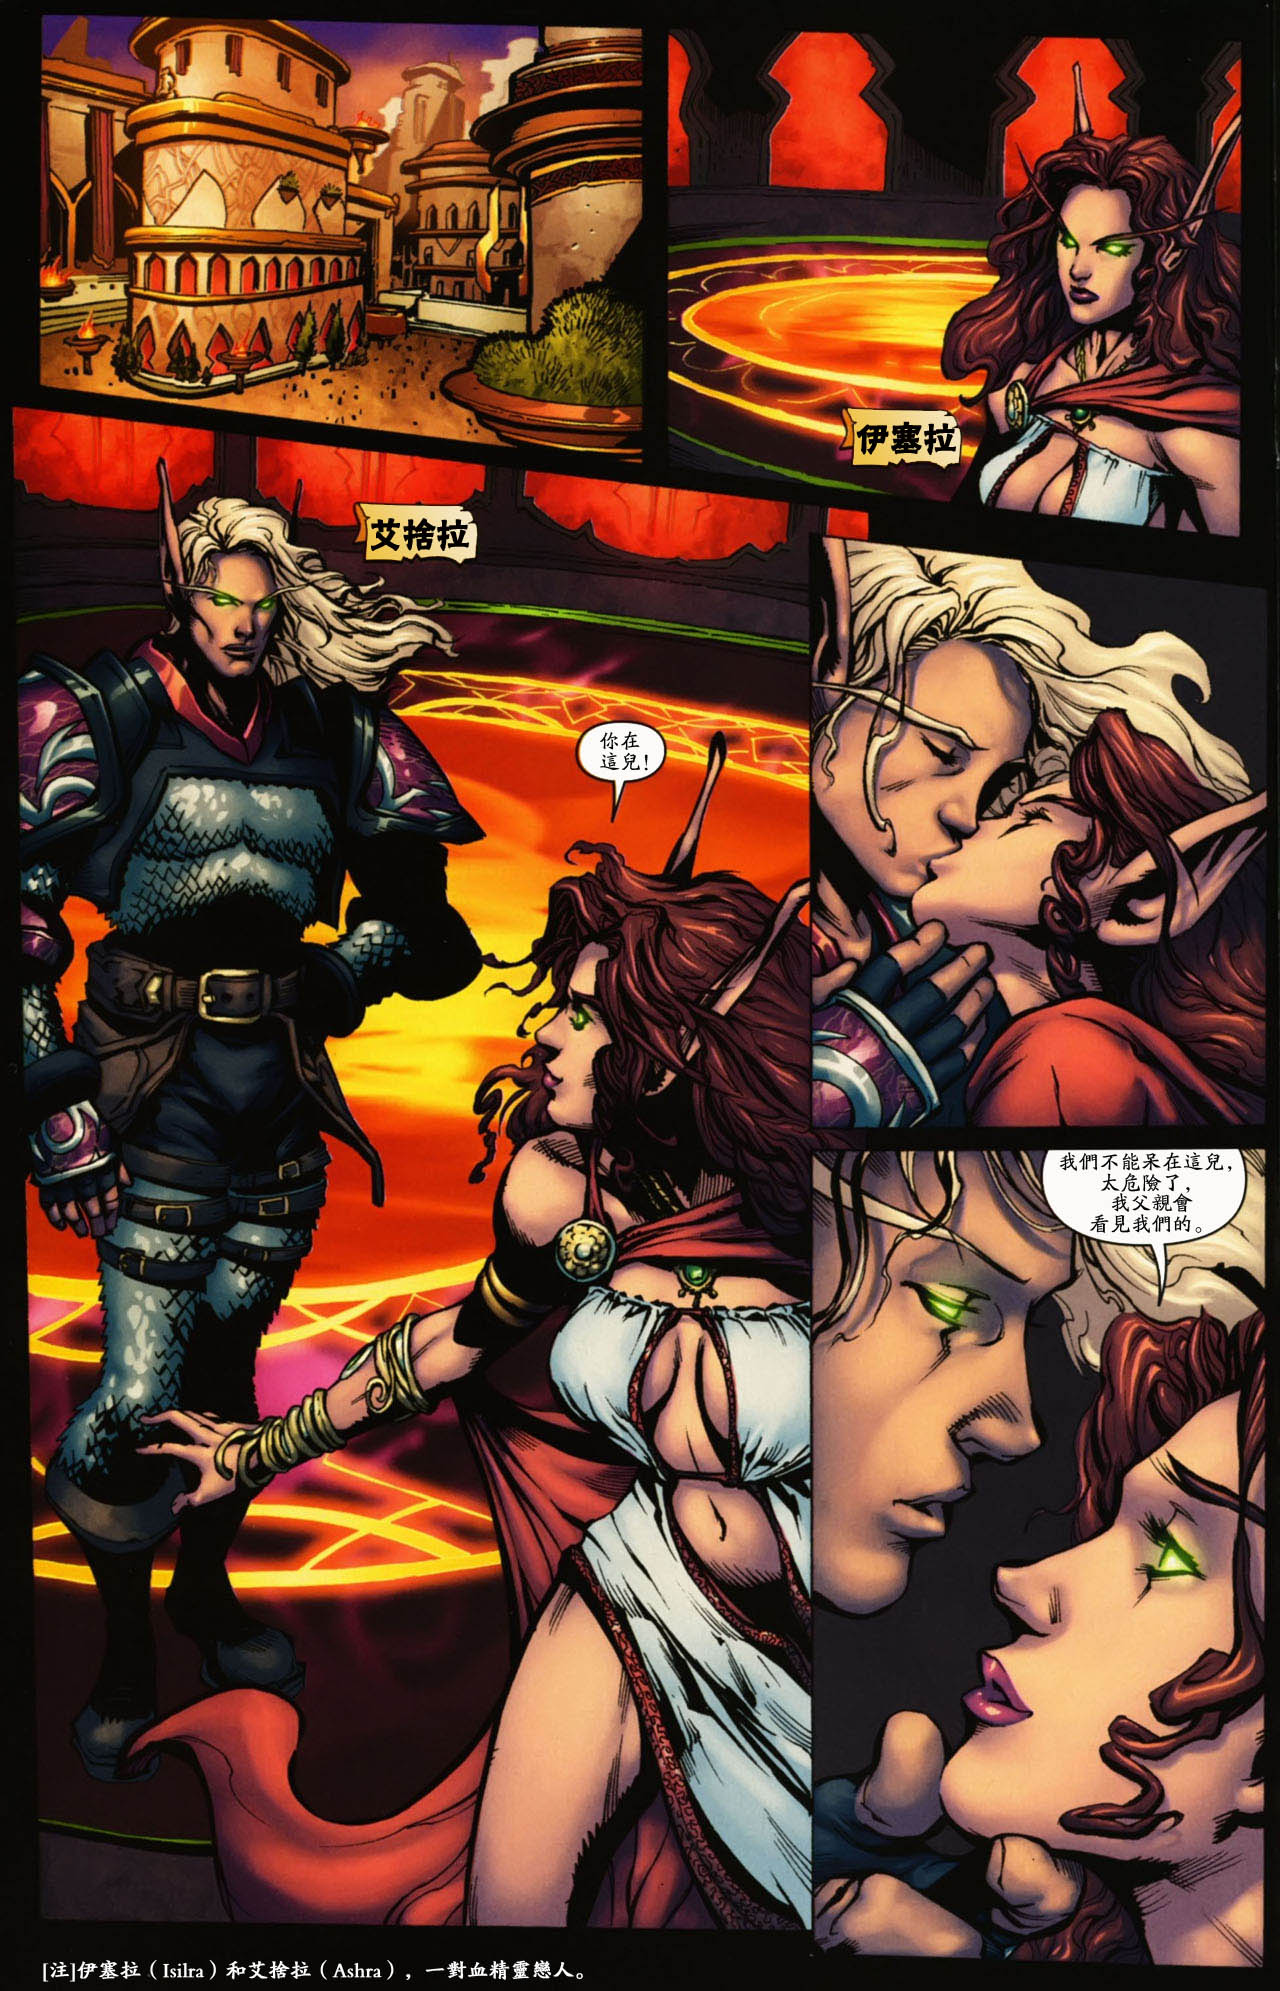 伊塞拉
艾捨拉
你在
這兒!
我們不能呆在這兒,
太危險了,
我父親會
看見我們的。
[注]伊塞拉（Isilra）和艾捨拉（Ashra），一對血精靈戀人。